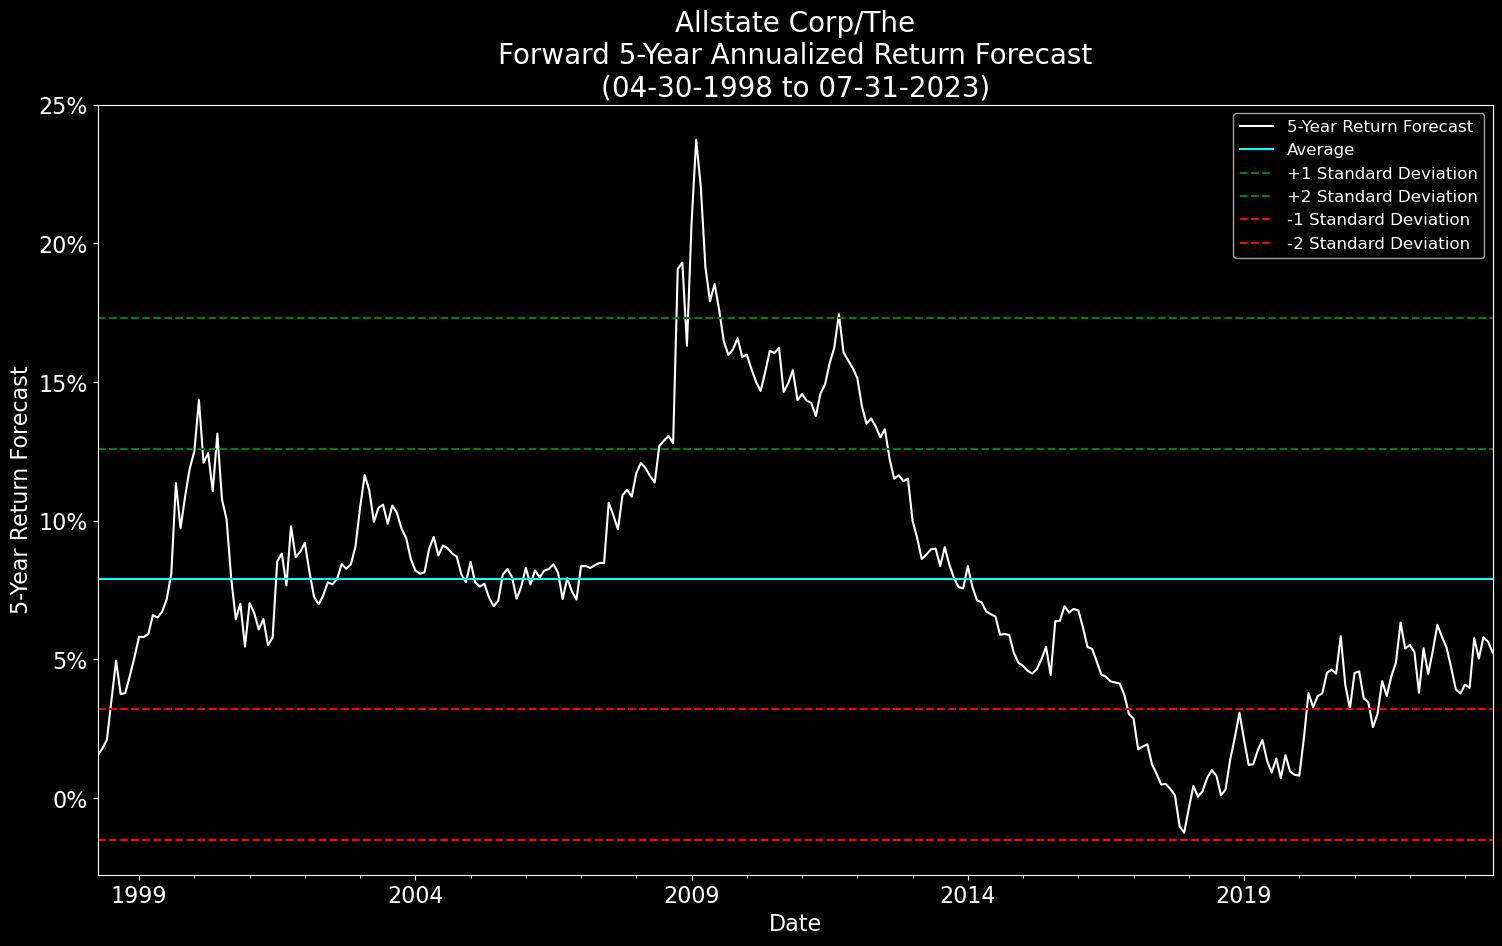 Allstate Corp/The
Forward 5-Year Annualized Return Forecast
(04-30-1998 to 07-31-2023)
25%
20%
15%
10%
5%
0%
5-Year Return Forecast
5-Year Return Forecast
Average
+1 Standard Deviation
+2 Standard Deviation
-1 Standard Deviation
-2 Standard Deviation
1999
2004
2009
2014
2019
Date